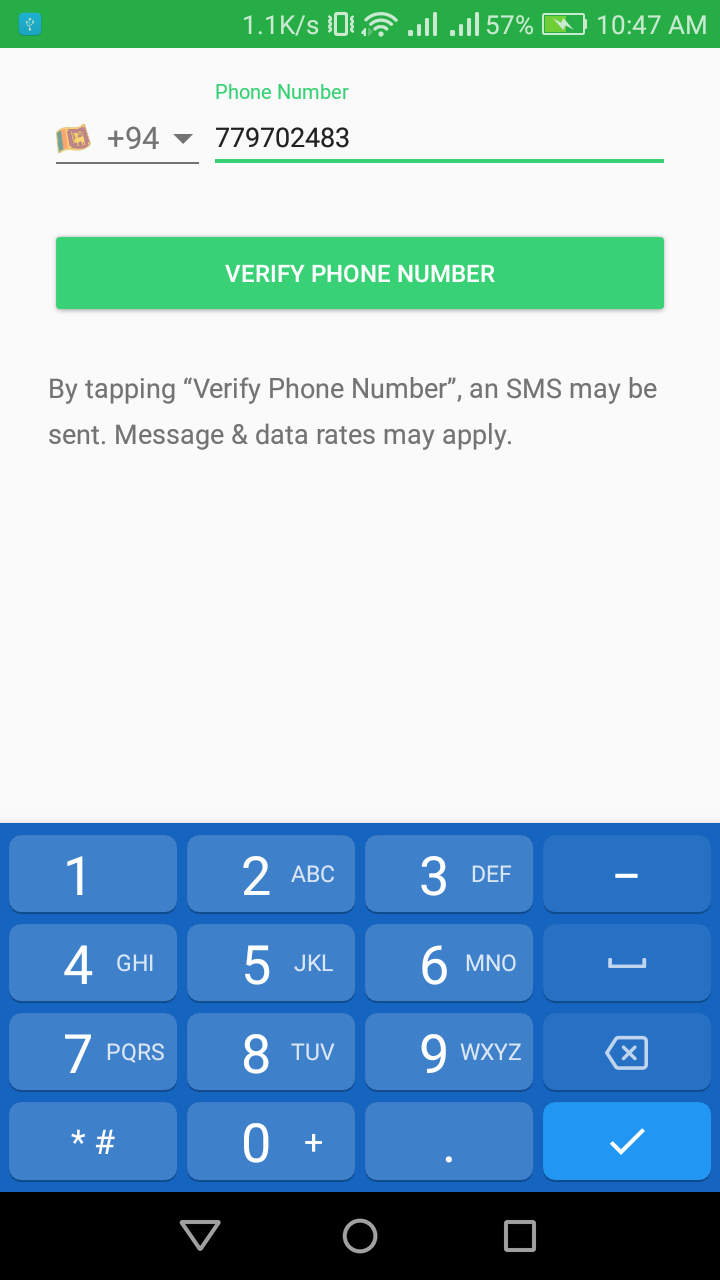 1.1K/s 57% 10:47 AM
Phone Number
+94 779702483
VERIFY PHONE NUMBER
By tapping “Verify Phone Number”, an SMS may be
sent. Message & data rates may apply.
1 2 ABC 3 DEF –
4 GHI 5 JKL 6 MNO
7 PQRS 8 TUV 9 WXYZ
* # 0 + .